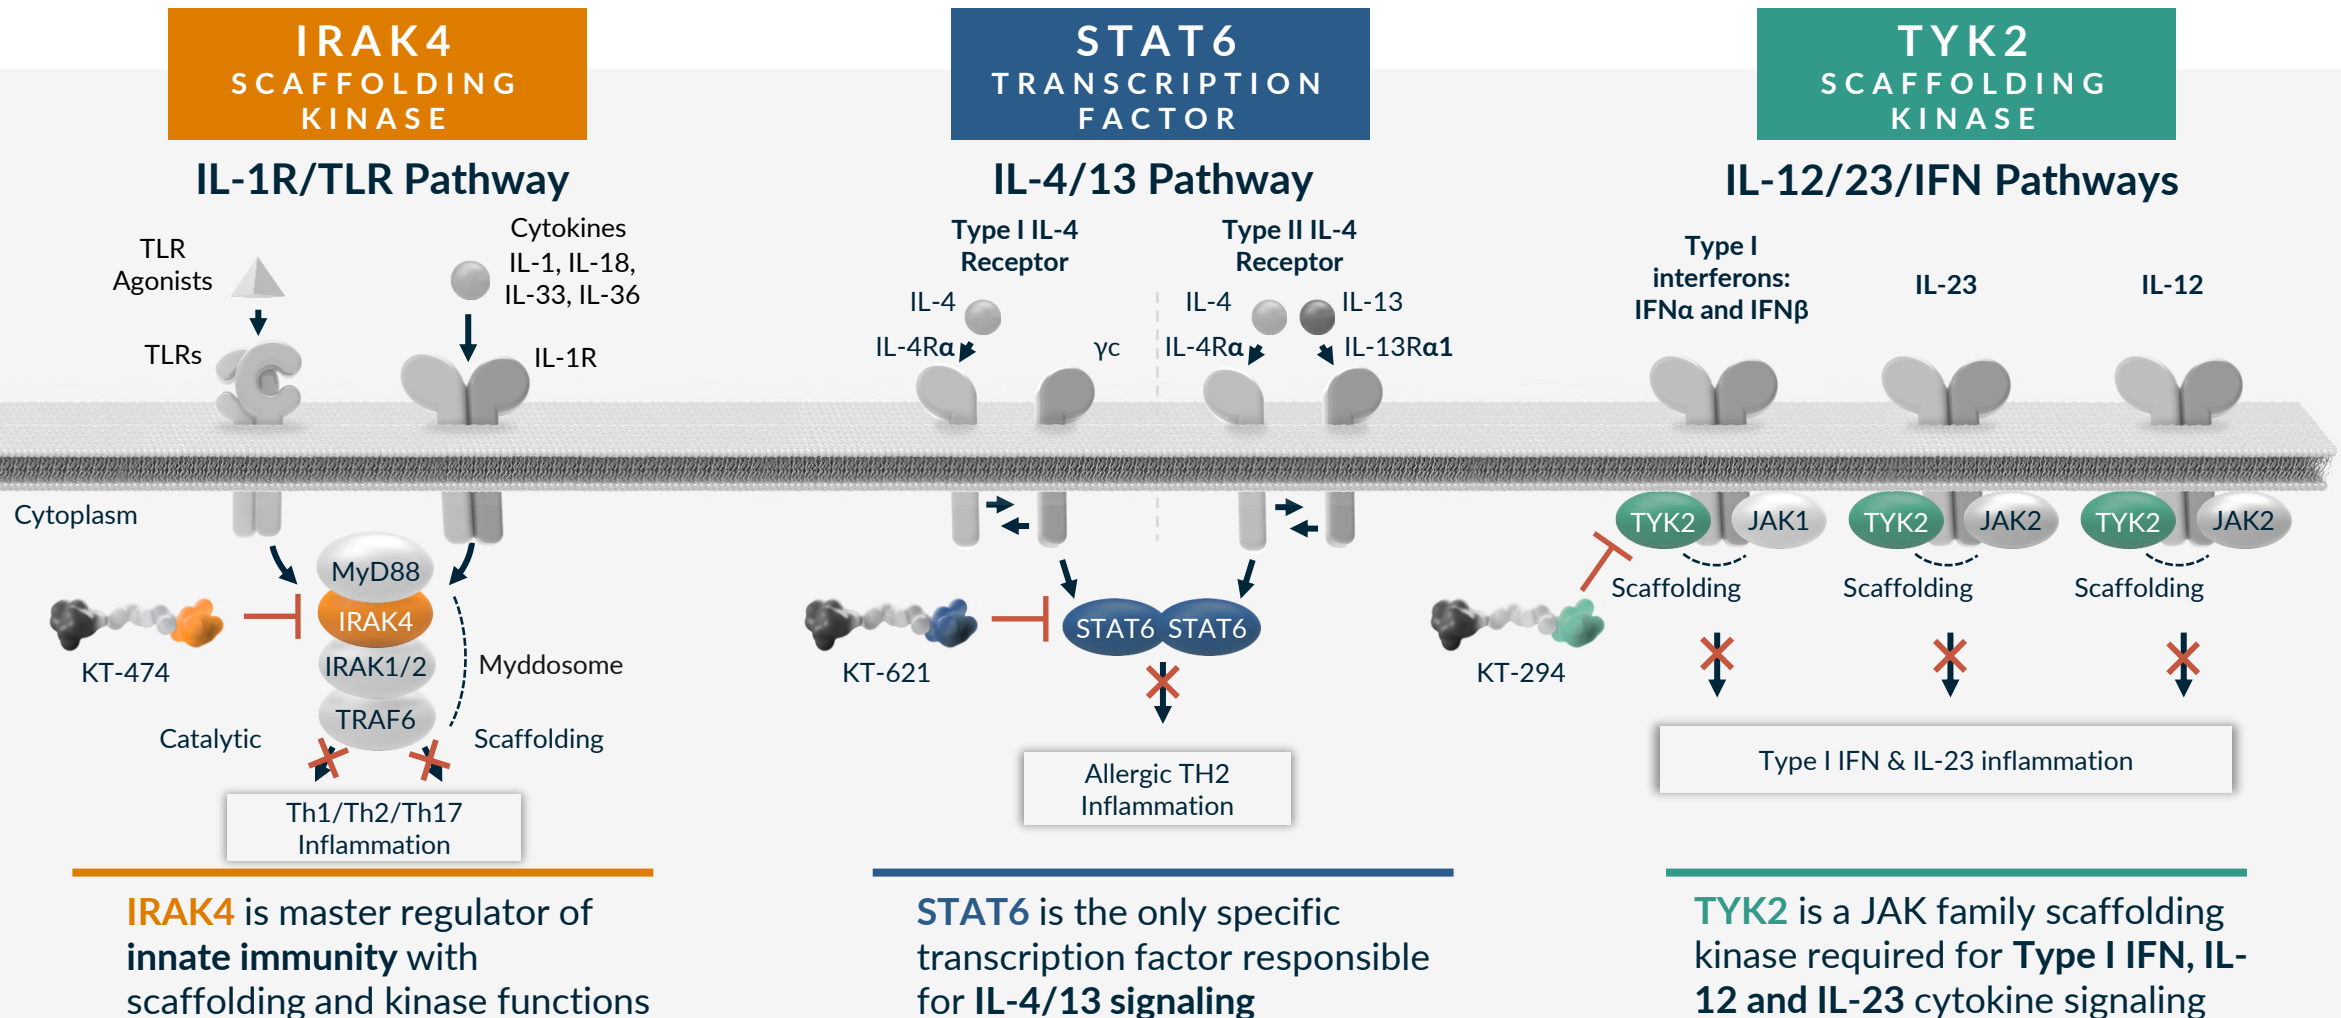 IRAK4
SCAFFOLDING
KINASE
IL-1R/TLR Pathway
TLR
Agonists
Cytokines
IL-1, IL-18,
IL-33, IL-36
TLRs
IL-1R
Cytoplasm
MyD88
IRAK4
IRAK1/2
TRAF6
KT-474
Myddosome
Catalytic
Scaffolding
Th1/Th2/Th17
Inflammation
IRAK4 is master regulator of
innate immunity with
scaffolding and kinase functions
STAT6
TRANSCRIPTION
FACTOR
IL-4/13 Pathway
Type I IL-4
Receptor
IL-4
IL-4Rα
γc
Type II IL-4
Receptor
IL-4
IL-13
IL-4Rα
IL-13Rα1
STAT6
STAT6
KT-621
Allergic TH2
Inflammation
STAT6 is the only specific
transcription factor responsible
for IL-4/13 signaling
TYK2
SCAFFOLDING
KINASE
IL-12/23/IFN Pathways
Type I
interferons:
IFNα and IFNβ
IL-23
IL-12
TYK2
JAK1
TYK2
JAK2
TYK2
JAK2
Scaffolding
Scaffolding
Scaffolding
KT-294
Type I IFN & IL-23 inflammation
TYK2 is a JAK family scaffolding
kinase required for Type I IFN, IL-
12 and IL-23 cytokine signaling